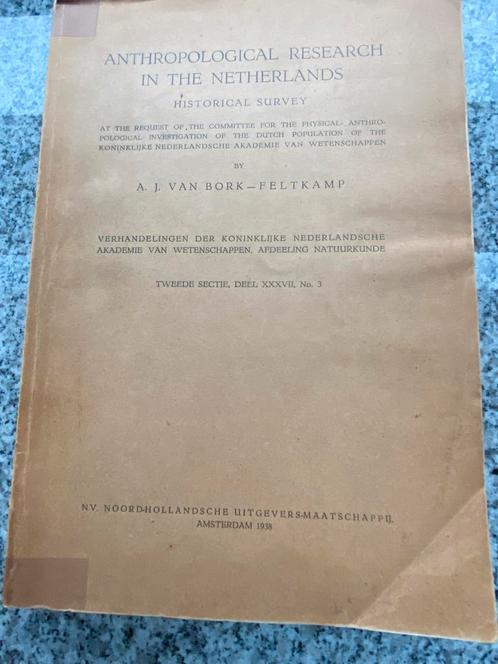 ANTHROPOLOGICAL RESEARCH
IN THE NETHERLANDS
HISTORICAL SURVEY
AT THE REQUEST OF THE COMMITTEE FOR THE PHYSICAL- ANTHRO-
POLOGICAL INVESTIGATION OF THE DUTCH POPULATION OF THE
KONINKLIJKE NEDERLANDSCHE AKADEMIE VAN WETENSCHAPPEN
BY
A. J. VAN BORK—FELTKAMP
VERHANDELINGEN DER KONINKLIJKE NEDERLANDSCHE
AKADEMIE VAN WETENSCHAPPEN, AFDEELING NATUURKUNDE
TWEEDE SECTIE, DEEL XXXVII, No. 3
N.V. NOORD-HOLLANDSCHE UITGEVERS-MAATSCHAPPIJ,
AMSTERDAM 1938